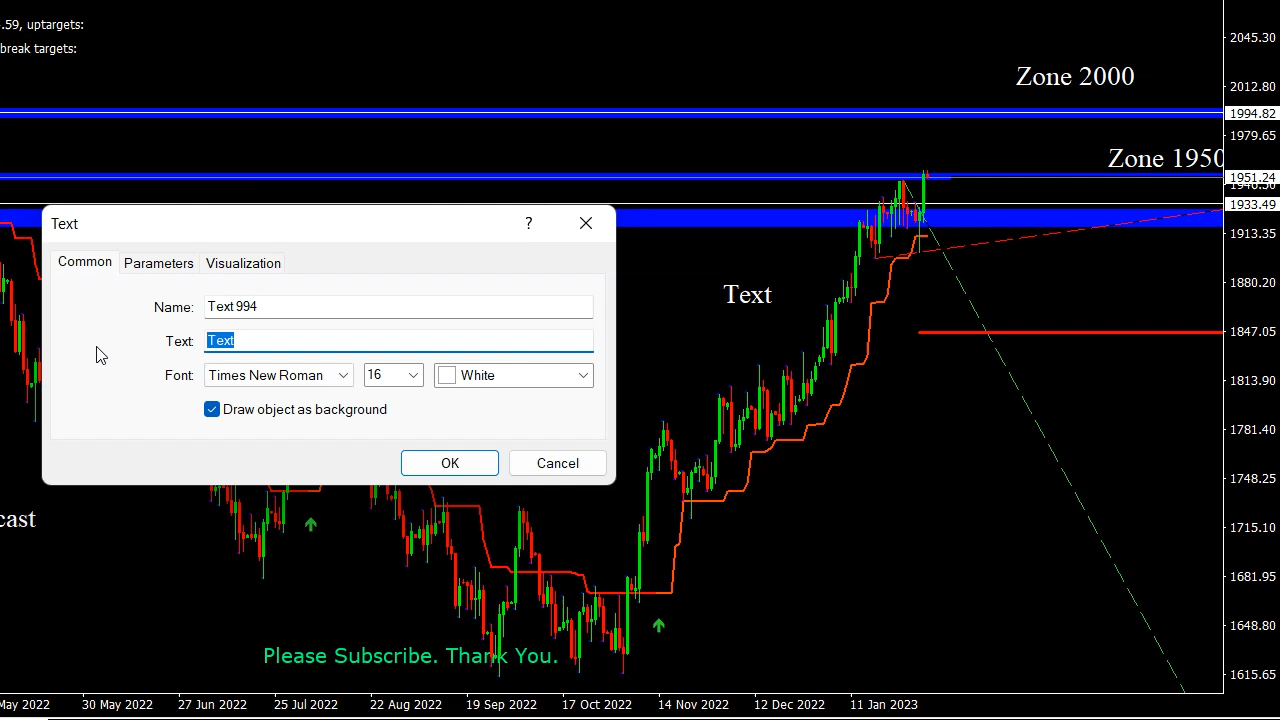 .59, uptargets:
break targets:
Zone 2000
Zone 1950
Text
Common
Parameters
Visualization
Name: Text 994
Text: Text
Font: Times New Roman 16 White
Draw object as background
OK
Cancel
Text
cast
Please Subscribe. Thank You.
2045.30
2012.80
1994.82
1979.65
1951.24
1933.49
1913.35
1880.20
1847.05
1813.90
1781.40
1748.25
1715.10
1681.95
1648.80
1615.65
May 2022
30 May 2022
27 Jun 2022
25 Jul 2022
22 Aug 2022
19 Sep 2022
17 Oct 2022
14 Nov 2022
12 Dec 2022
11 Jan 2023